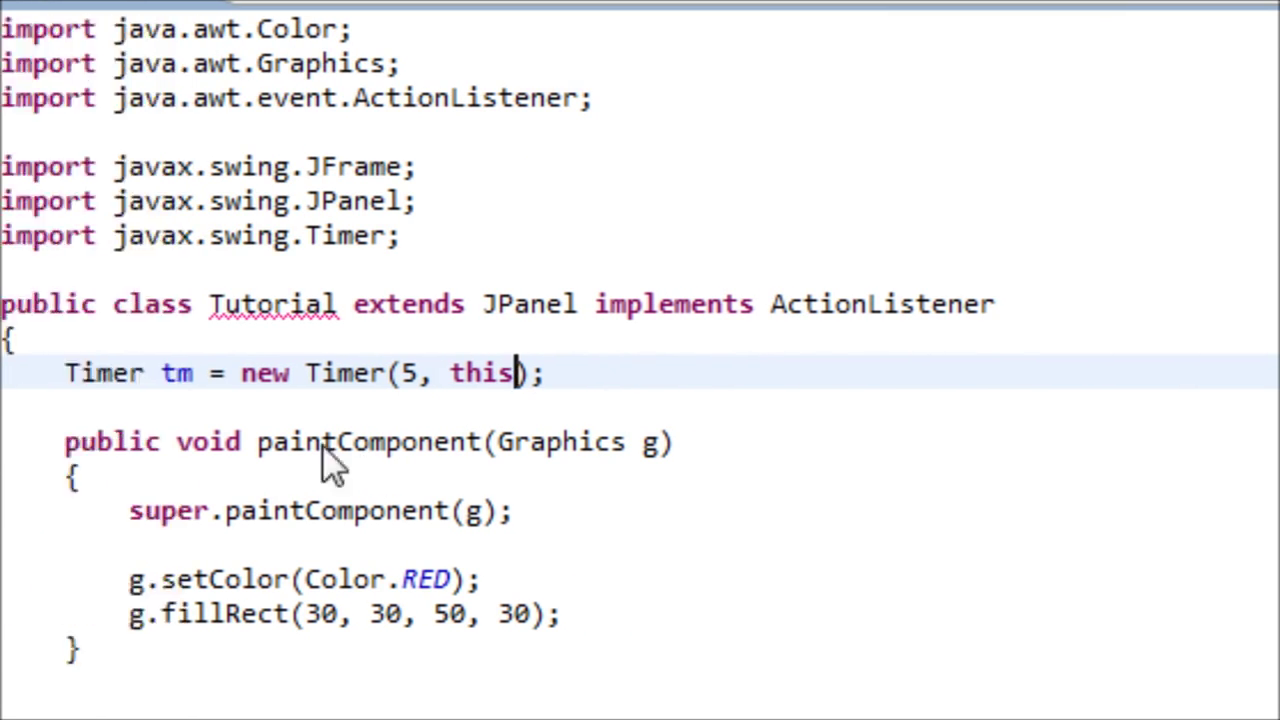 import java.awt.Color;
import java.awt.Graphics;
import java.awt.event.ActionListener;
import javax.swing.JFrame;
import javax.swing.JPanel;
import javax.swing.Timer;
public class Tutorial extends JPanel implements ActionListener
{
Timer tm = new Timer(5, this);
public void paintComponent(Graphics g)
{
super.paintComponent(g);
g.setColor(Color.RED);
g.fillRect(30, 30, 50, 30);
}